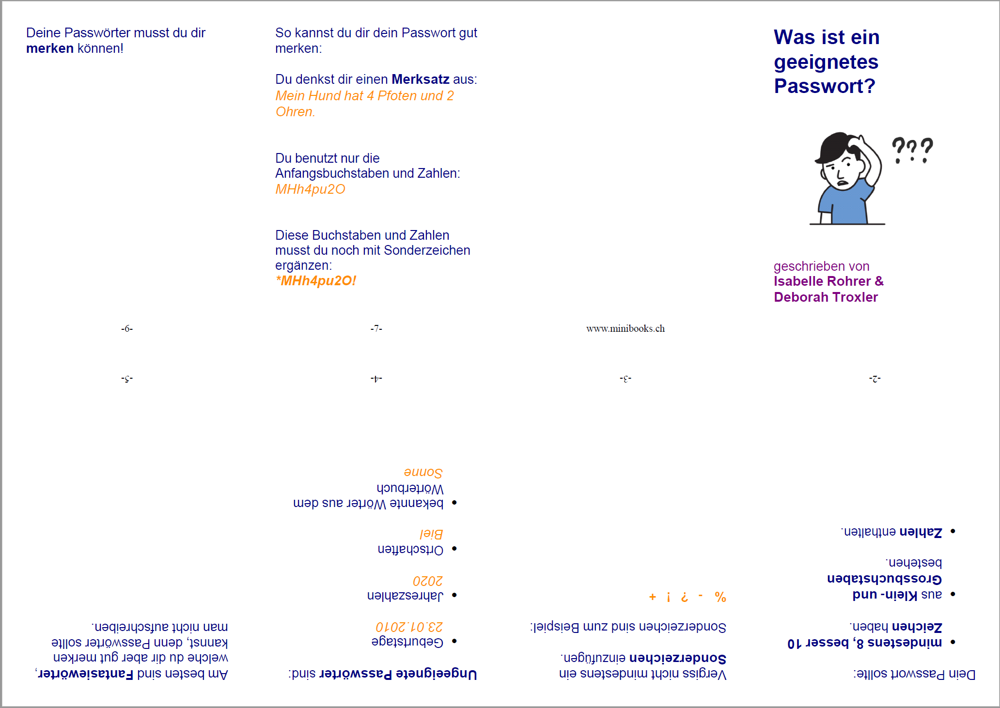 Deine Passwörter musst du dir
merken können!
-6-
So kannst du dir dein Passwort gut
merken:
Du denkst dir einen Merksatz aus:
Mein Hund hat 4 Pfoten und 2
Ohren.
Du benutzt nur die
Anfangsbuchstaben und Zahlen:
MHh4pu2O
Diese Buchstaben und Zahlen
musst du noch mit Sonderzeichen
ergänzen:
*MHh4pu2O!
-7-
www.minibooks.ch
Was ist ein
geeignetes
Passwort?
???
geschrieben von
Isabelle Rohrer &
Deborah Troxler
Dein Passwort sollte:
• mindestens 8, besser 10
Zeichen haben.
• aus Klein- und
Grossbuchstaben
bestehen.
• Zahlen enthalten.
-2-
Vergiss nicht mindestens ein
Sonderzeichen einzufügen.
Sonderzeichen sind zum Beispiel:
% - ? ! +
-3-
Ungeeignete Passwörter sind:
• Geburtstage
23.01.2010
• Jahreszahlen
2020
• Ortschaften
Biel
• bekannte Wörter aus dem
Wörterbuch
Sonne
-4-
Am besten sind Fantasiewörter,
welche du dir aber gut merken
kannst, denn Passwörter sollte
man nicht aufschreiben.
-5-